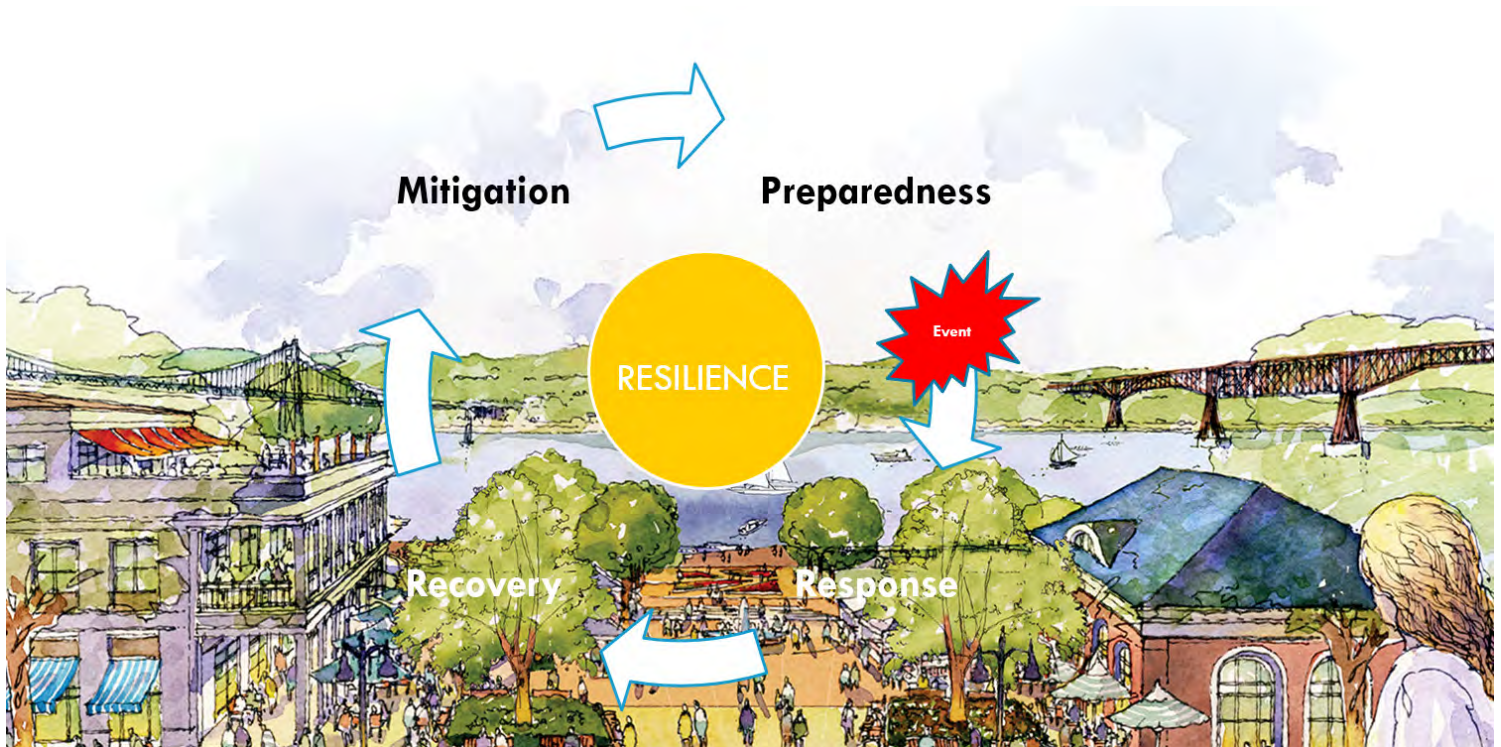 Mitigation
Preparedness
Event
RESILIENCE
Recovery
Response